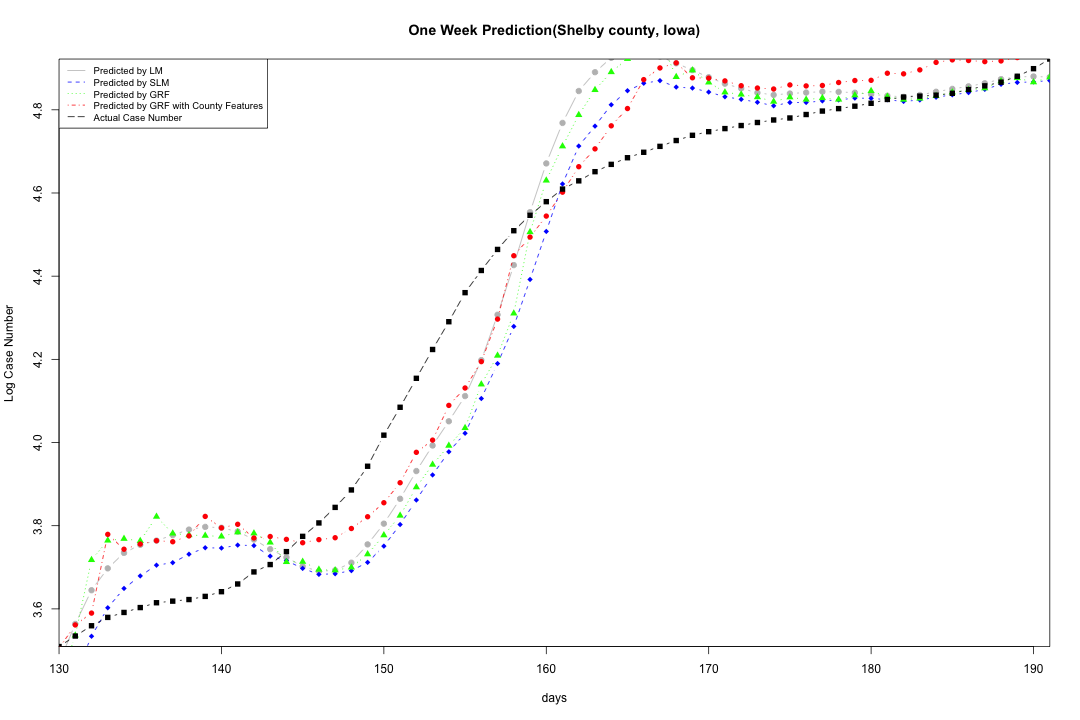 One Week Prediction(Shelby county, Iowa)
Predicted by LM
Predicted by SLM
Predicted by GRF
Predicted by GRF with County Features
Actual Case Number
Log Case Number
4.8
4.6
4.4
4.2
4.0
3.8
3.6
130 140 150 160 170 180 190
days